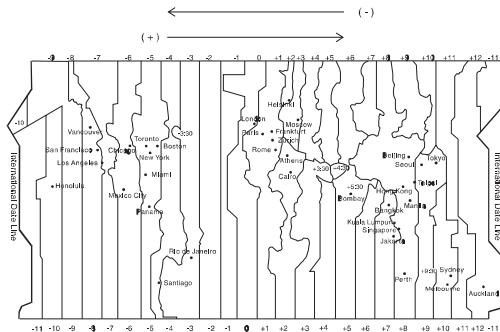 (-)
(+)
-9 -8 -7 -6 -5 -4 -3 -2 -1 0 +1 +2 +3 +4 +5 +6 +7 +8 +9 +10 +11 -11
Helsinki
London
Moscow
-10
Vancouver
-3:30
Paris
Frankfurt
Zürich
Toronto
Boston
San Francisco
Chicago
New York
Rome
Beijing
Tokyo
Los Angeles
Athens
Seoul
Miami
Cairo
+3:30
+4:30
Honolulu
Mexico City
+5:30
Bombay
Hong Kong
Taipei
Manila
Panama
Bangkok
Kuala Lumpur
Singapore
Jakarta
Rio de Janeiro
International Date Line
International Date Line
Santiago
Perth
+9:30
Sydney
Melbourne
Auckland
-11 -10 -9 -8 -7 -6 -5 -4 -3 -2 -1 0 +1 +2 +3 +4 +5 +6 +7 +8 +9 +10 +11 +12 -11